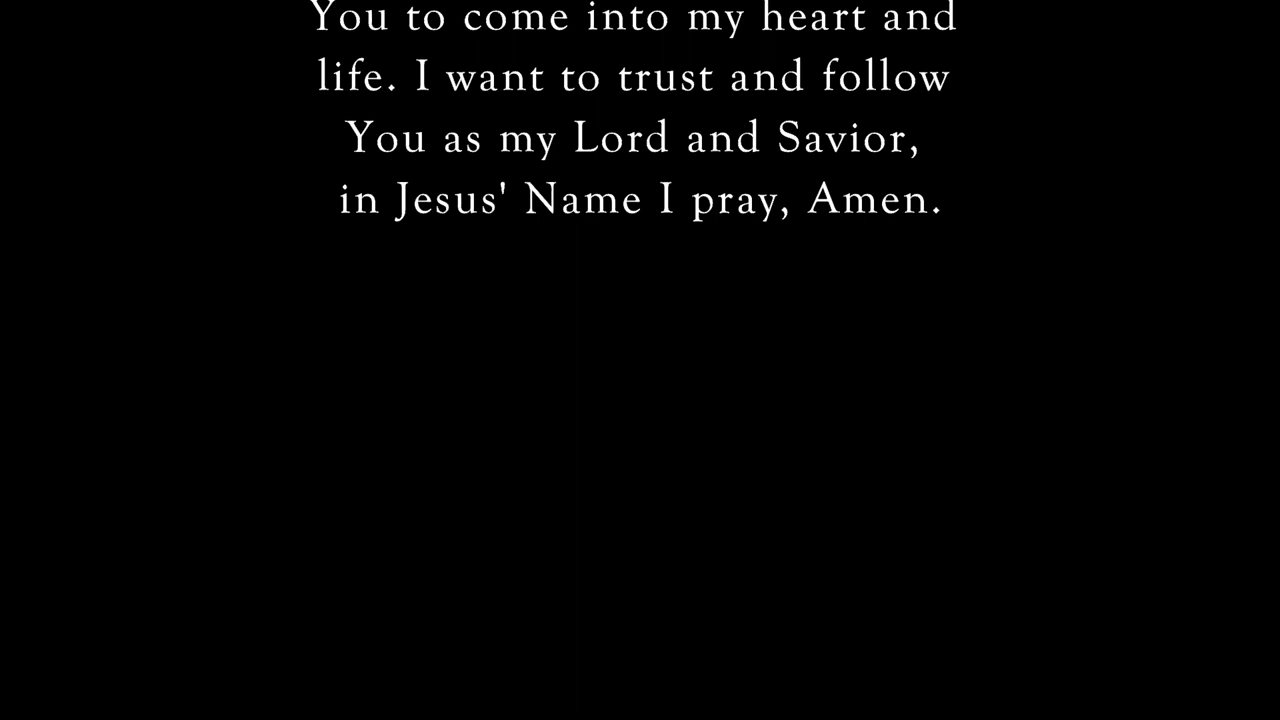 You to come into my heart and
life. I want to trust and follow
You as my Lord and Savior,
in Jesus' Name I pray, Amen.